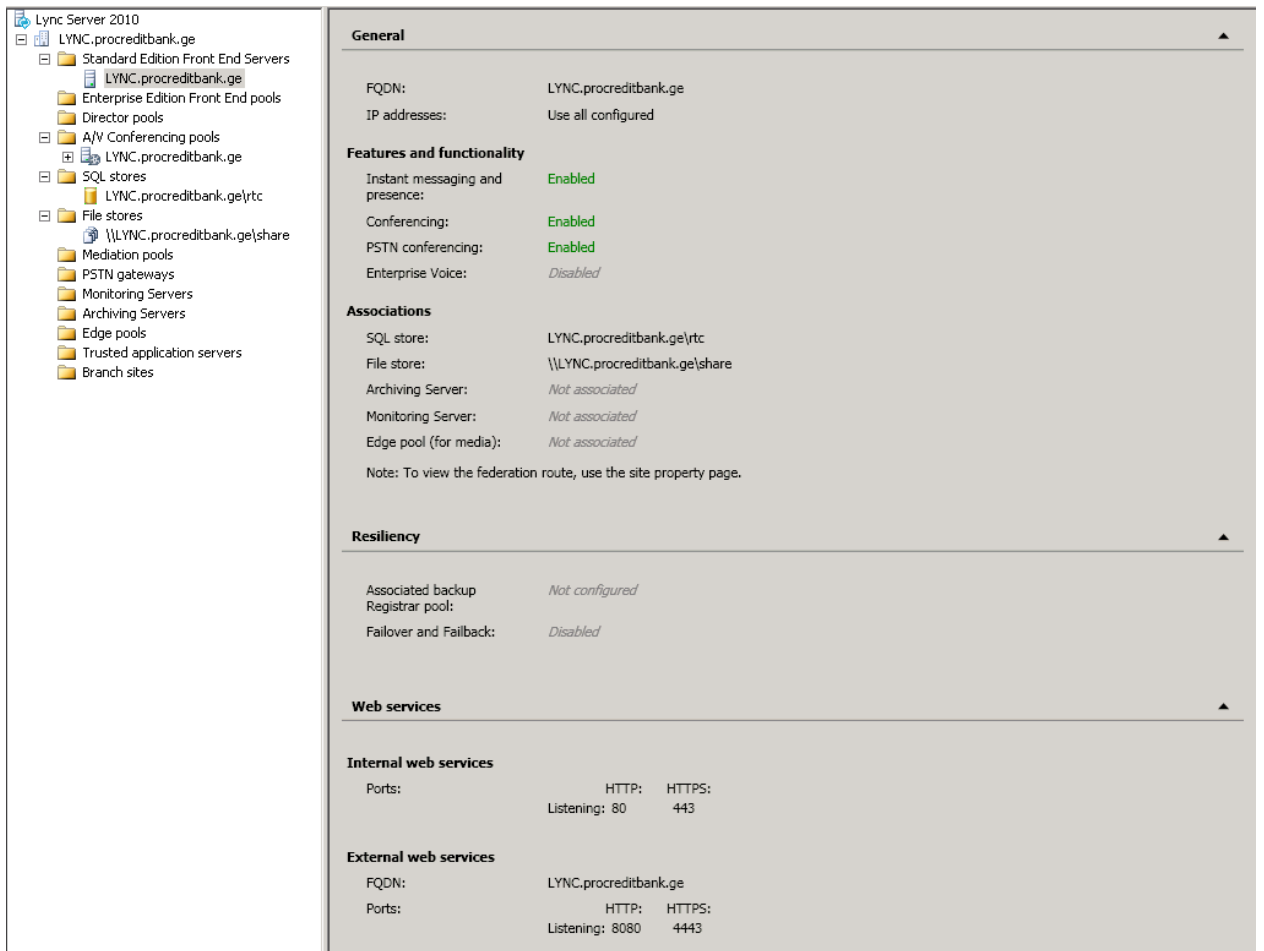 Lync Server 2010
LYNC.procreditbank.ge
Standard Edition Front End Servers
LYNC.procreditbank.ge
Enterprise Edition Front End pools
Director pools
A/V Conferencing pools
LYNC.procreditbank.ge
SQL stores
LYNC.procreditbank.ge\rtc
File stores
\\LYNC.procreditbank.ge\share
Mediation pools
PSTN gateways
Monitoring Servers
Archiving Servers
Edge pools
Trusted application servers
Branch sites
General
FQDN: LYNC.procreditbank.ge
IP addresses: Use all configured
Features and functionality
Instant messaging and Enabled
presence:
Conferencing: Enabled
PSTN conferencing: Enabled
Enterprise Voice: Disabled
Associations
SQL store: LYNC.procreditbank.ge\rtc
File store: \\LYNC.procreditbank.ge\share
Archiving Server: Not associated
Monitoring Server: Not associated
Edge pool (for media): Not associated
Note: To view the federation route, use the site property page.
Resiliency
Associated backup Not configured
Registrar pool:
Failover and Failback: Disabled
Web services
Internal web services
Ports: HTTP: HTTPS:
Listening: 80 443
External web services
FQDN: LYNC.procreditbank.ge
Ports: HTTP: HTTPS:
Listening: 8080 4443